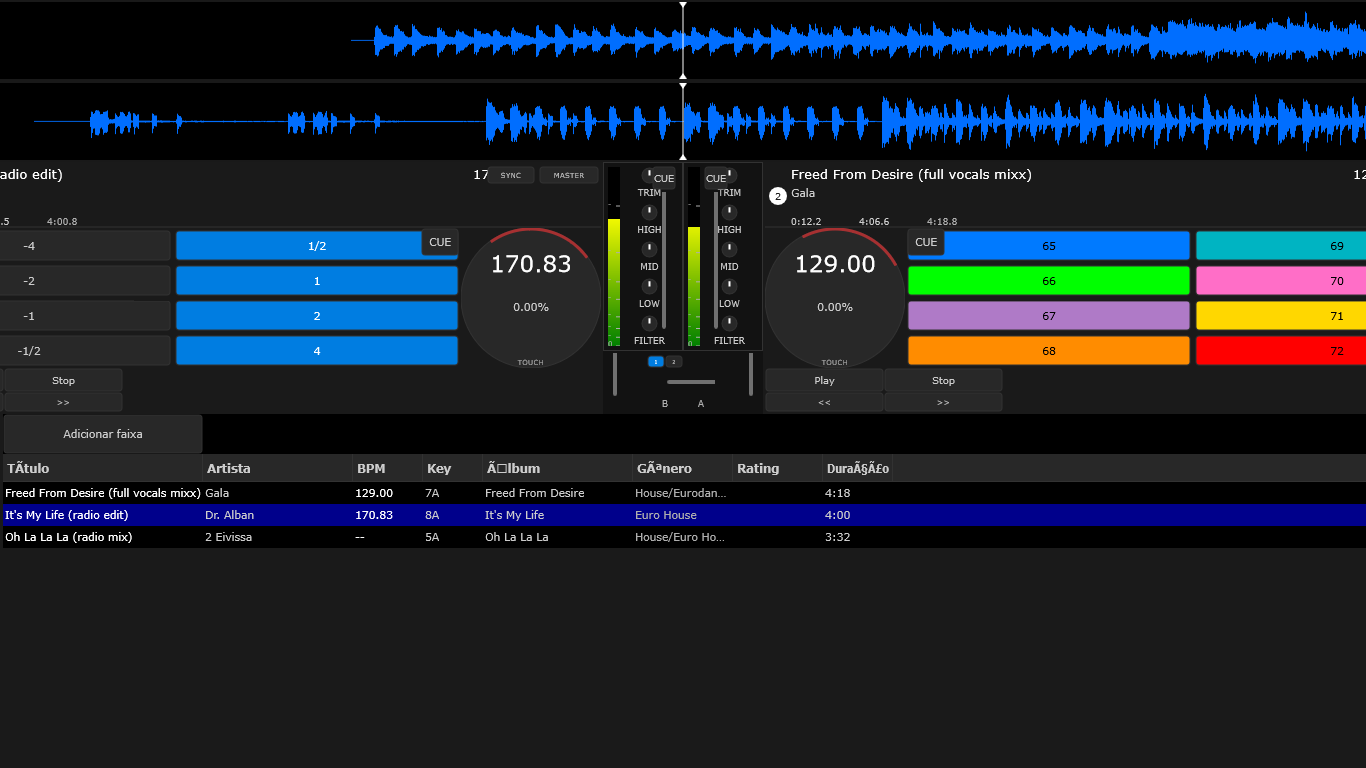 adio edit)
17
SYNC
MASTER
.5
4:00.8
-4
1/2
CUE
-2
1
-1
2
-1/2
4
170.83
0.00%
TOUCH
Stop
>>
CUE
CUE
TRIM
TRIM
HIGH
HIGH
MID
MID
LOW
LOW
FILTER
FILTER
0
0
1
2
B
A
Freed From Desire (full vocals mixx)
12
2
Gala
0:12.2
4:06.6
4:18.8
129.00
0.00%
TOUCH
CUE
65
69
66
70
67
71
68
72
Play
Stop
<<
>>
Adicionar faixa
TÃ­tulo Artista BPM Key Ã□lbum GÃªnero Rating DuraÃ§Ã£o
Freed From Desire (full vocals mixx) Gala 129.00 7A Freed From Desire House/Eurodan... 4:18
It's My Life (radio edit) Dr. Alban 170.83 8A It's My Life Euro House 4:00
Oh La La La (radio mix) 2 Eivissa -- 5A Oh La La La House/Euro Ho... 3:32